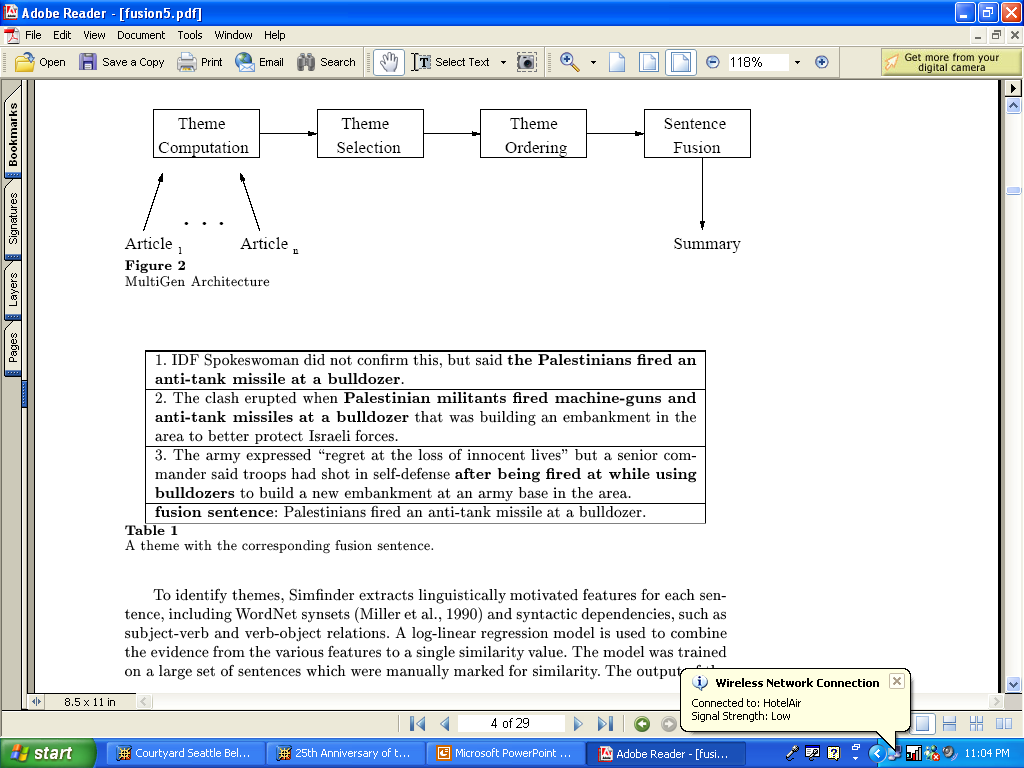 Adobe Reader - [fusion5.pdf]
File Edit View Document Tools Window Help
Open Save a Copy Print Email Search Select Text 118% Get more from your
digital camera
Bookmarks
Signatures
Layers
Pages
Theme Computation
Theme Selection
Theme Ordering
Sentence Fusion
. . .
Article 1 Article n Summary
Figure 2
MultiGen Architecture
1. IDF Spokeswoman did not confirm this, but said the Palestinians fired an
anti-tank missile at a bulldozer.
2. The clash erupted when Palestinian militants fired machine-guns and
anti-tank missiles at a bulldozer that was building an embankment in the
area to better protect Israeli forces.
3. The army expressed “regret at the loss of innocent lives” but a senior com-
mander said troops had shot in self-defense after being fired at while using
bulldozers to build a new embankment at an army base in the area.
fusion sentence: Palestinians fired an anti-tank missile at a bulldozer.
Table 1
A theme with the corresponding fusion sentence.
To identify themes, Simfinder extracts linguistically motivated features for each sen-
tence, including WordNet synsets (Miller et al., 1990) and syntactic dependencies, such as
subject-verb and verb-object relations. A log-linear regression model is used to combine
the evidence from the various features to a single similarity value. The model was trained
on a large set of sentences which were manually marked for similarity. The output of
Wireless Network Connection
Connected to: HotelAir
Signal Strength: Low
8.5 x 11 in
4 of 29
start Courtyard Seattle Bel... 25th Anniversary of t... Microsoft PowerPoint ... Adobe Reader - [fusi... 11:04 PM